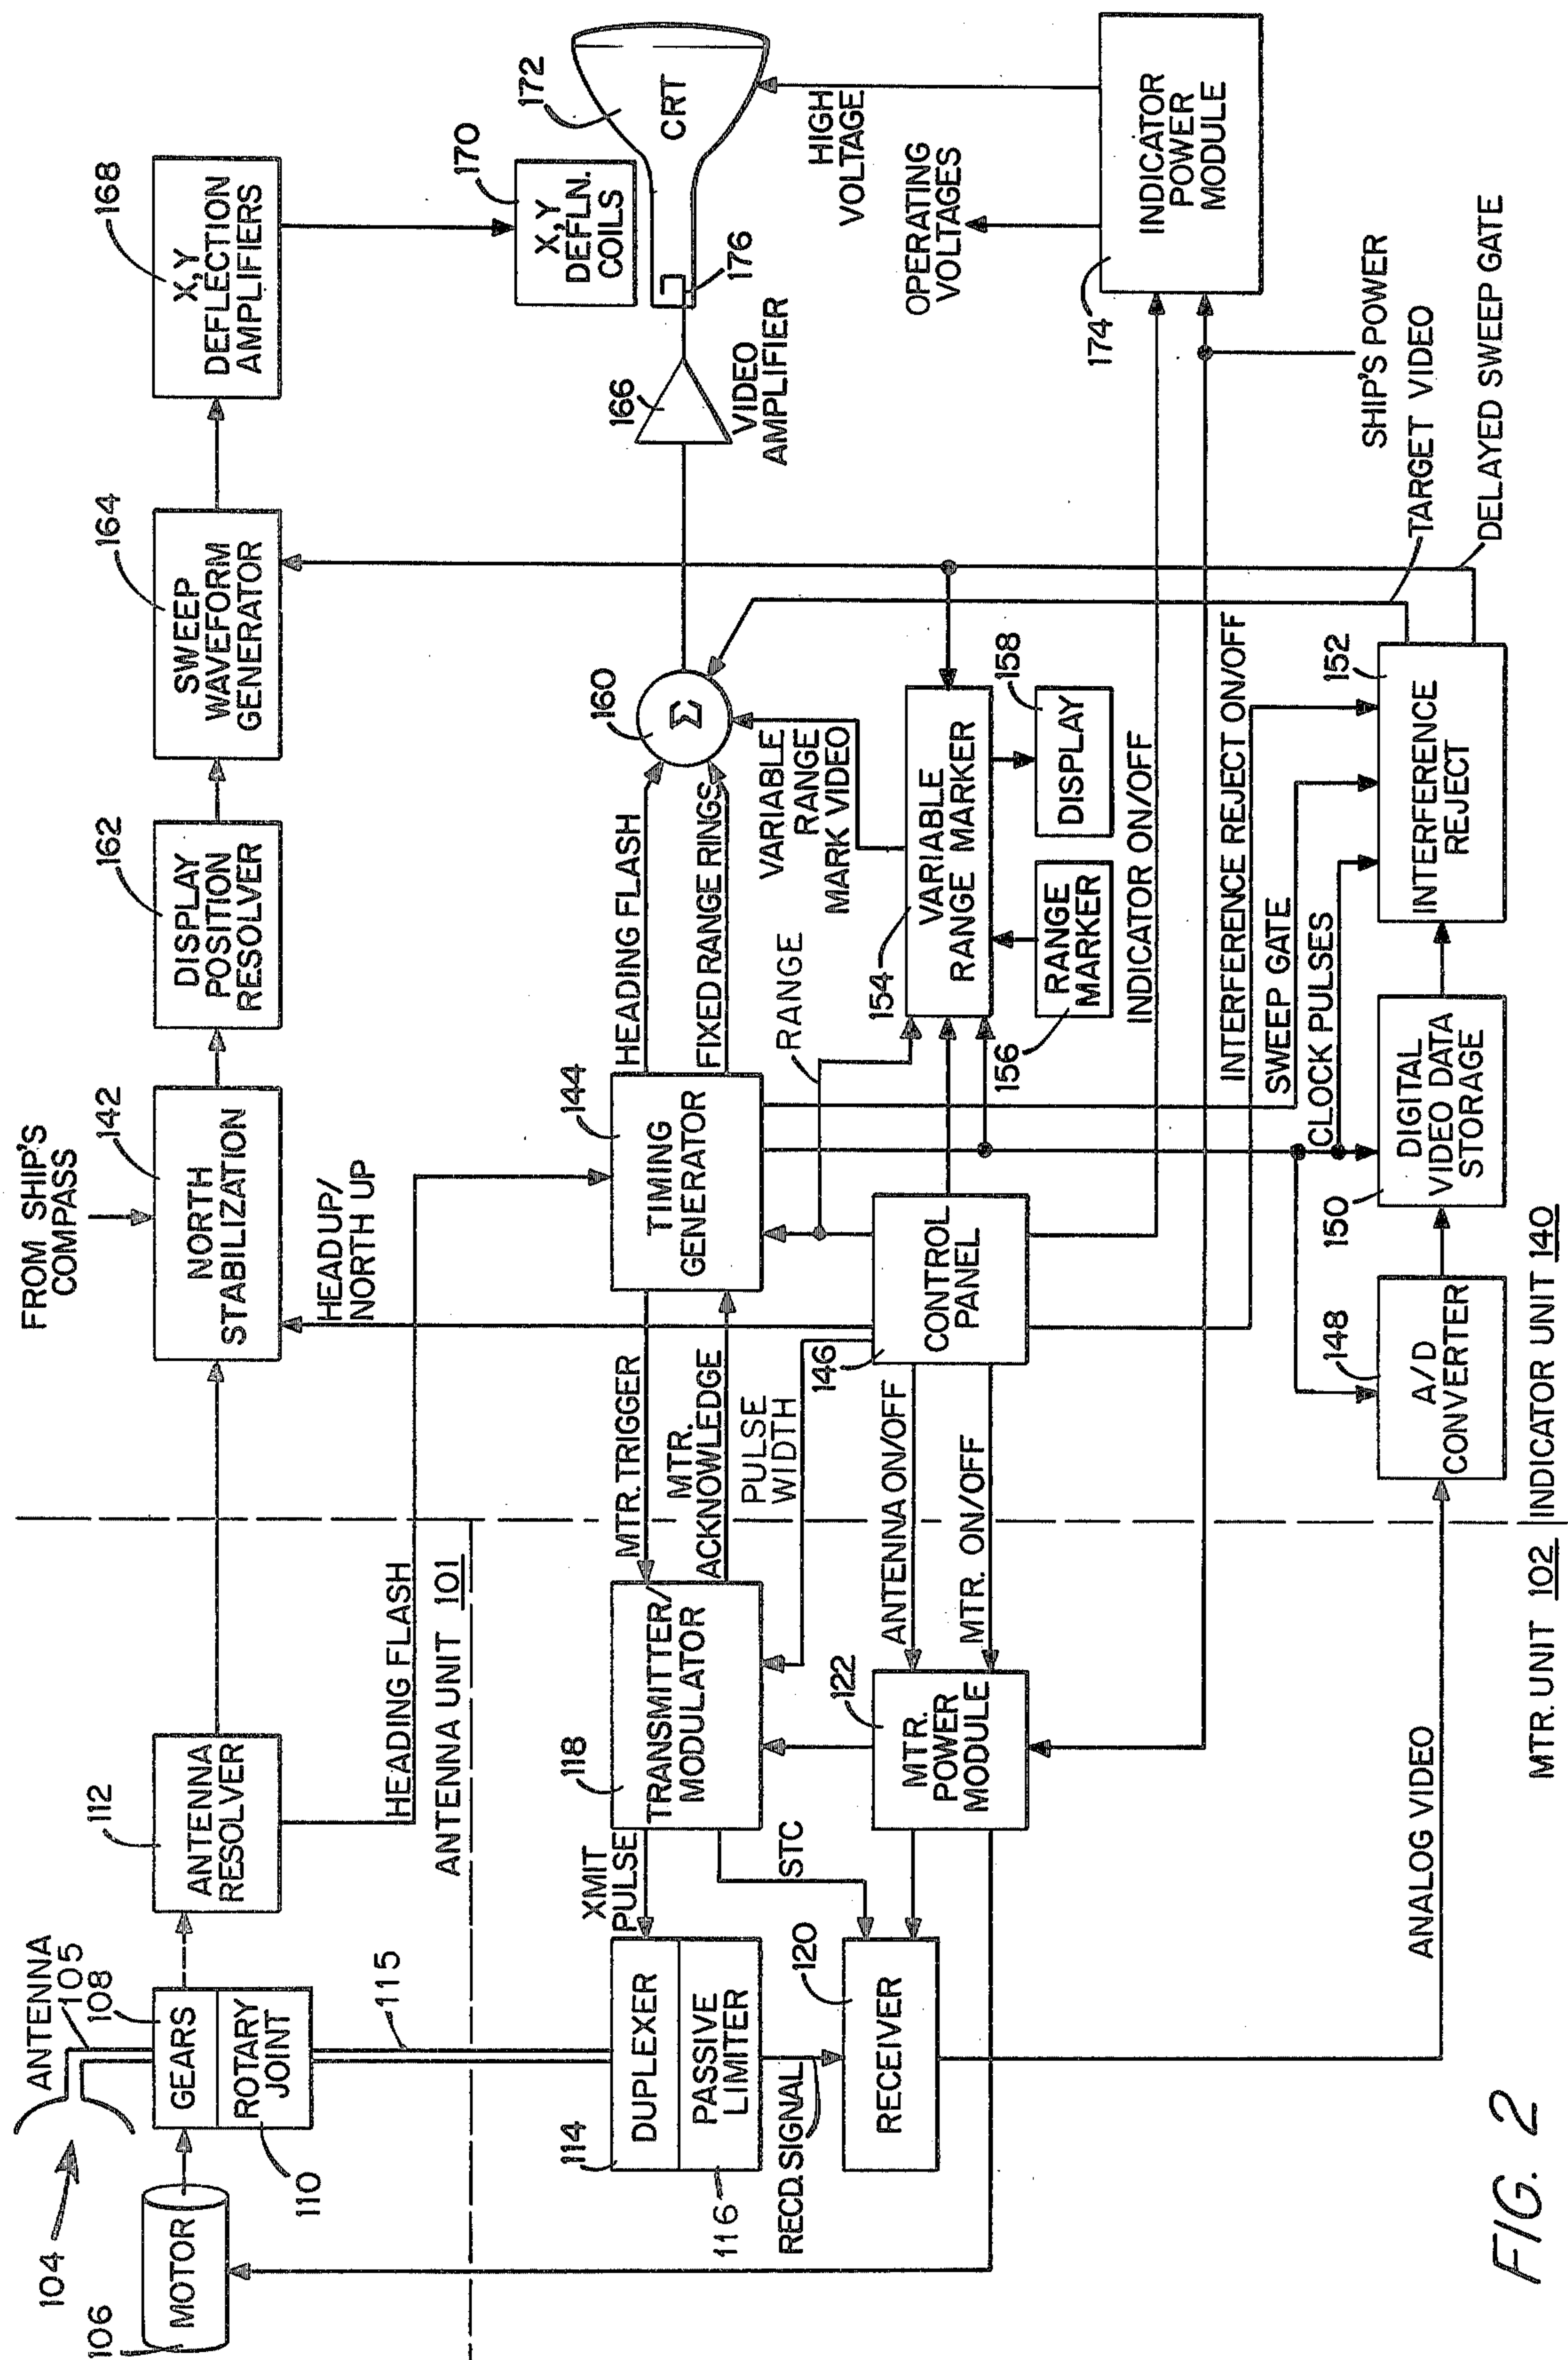 104
ANTENNA
105
108
106
MOTOR
GEARS
ROTARY
JOINT
110
112
ANTENNA
RESOLVER
HEADING FLASH
115
ANTENNA UNIT 101
FROM SHIP'S
COMPASS
142
NORTH
STABILIZATION
HEAD UP/
NORTH UP
162
DISPLAY
POSITION
RESOLVER
164
SWEEP
WAVEFORM
GENERATOR
168
X,Y
DEFLECTION
AMPLIFIERS
170
X,Y
DEFLN.
COILS
172
CRT
176
114
DUPLEXER
PASSIVE
LIMITER
116
XMIT
PULSE
118
TRANSMITTER/
MODULATOR
STC
MTR. TRIGGER
MTR.
ACKNOWLEDGE
PULSE
WIDTH
144
TIMING
GENERATOR
HEADING FLASH
FIXED RANGE RINGS
160
Σ
166
VIDEO
AMPLIFIER
HIGH
VOLTAGE
OPERATING
VOLTAGES
RECD. SIGNAL
120
RECEIVER
122
MTR.
POWER
MODULE
ANTENNA ON/OFF
MTR. ON/OFF
146
CONTROL
PANEL
RANGE
VARIABLE
RANGE
MARK VIDEO
154
VARIABLE
RANGE MARKER
156
RANGE
MARKER
158
DISPLAY
INDICATOR ON/OFF
174
INDICATOR
POWER
MODULE
INTERFERENCE REJECT ON/OFF
SWEEP GATE
CLOCK PULSES
SHIP'S POWER
TARGET VIDEO
DELAYED SWEEP GATE
ANALOG VIDEO
148
A/D
CONVERTER
150
DIGITAL
VIDEO DATA
STORAGE
152
INTERFERENCE
REJECT
MTR. UNIT 102
INDICATOR UNIT 140
FIG. 2